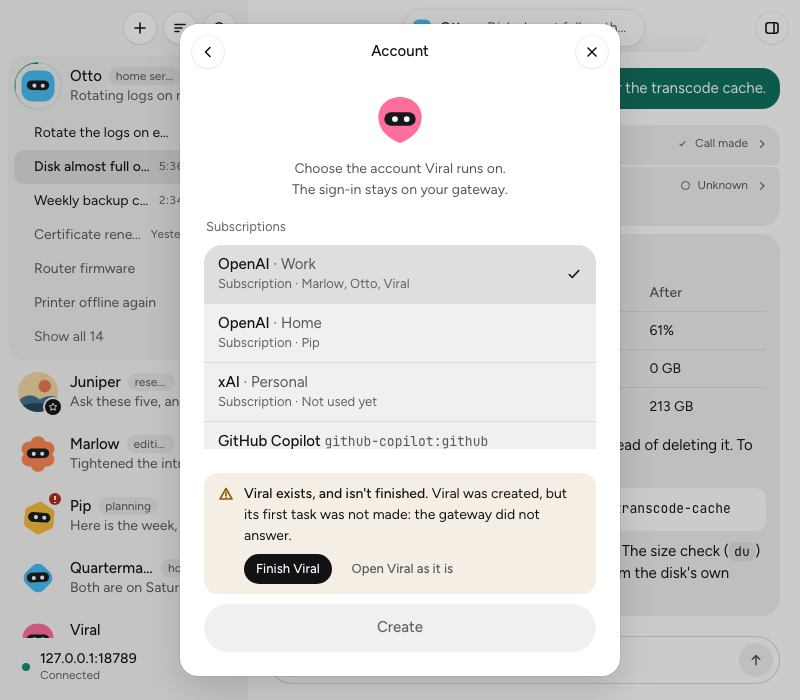 Otto home ser...
Rotating logs on
Rotate the logs on e...
Disk almost full o... 5:36
Weekly backup c... 2:34
Certificate rene... Yeste
Router firmware
Printer offline again
Show all 14
Juniper rese...
Ask these five, an
Marlow editi...
Tightened the intr
Pip planning
Here is the week,
Quarterma... ho
Both are on Satur
Viral
127.0.0.1:18789
Connected
Account
Choose the account Viral runs on.
The sign-in stays on your gateway.
Subscriptions
OpenAI · Work
Subscription · Marlow, Otto, Viral
OpenAI · Home
Subscription · Pip
xAI · Personal
Subscription · Not used yet
GitHub Copilot github-copilot:github
Viral exists, and isn't finished. Viral was created, but
its first task was not made: the gateway did not
answer.
Finish Viral Open Viral as it is
Create
the transcode cache.
Call made
Unknown
After
61%
0 GB
213 GB
ead of deleting it. To
transcode-cache
The size check ( du )
m the disk's own